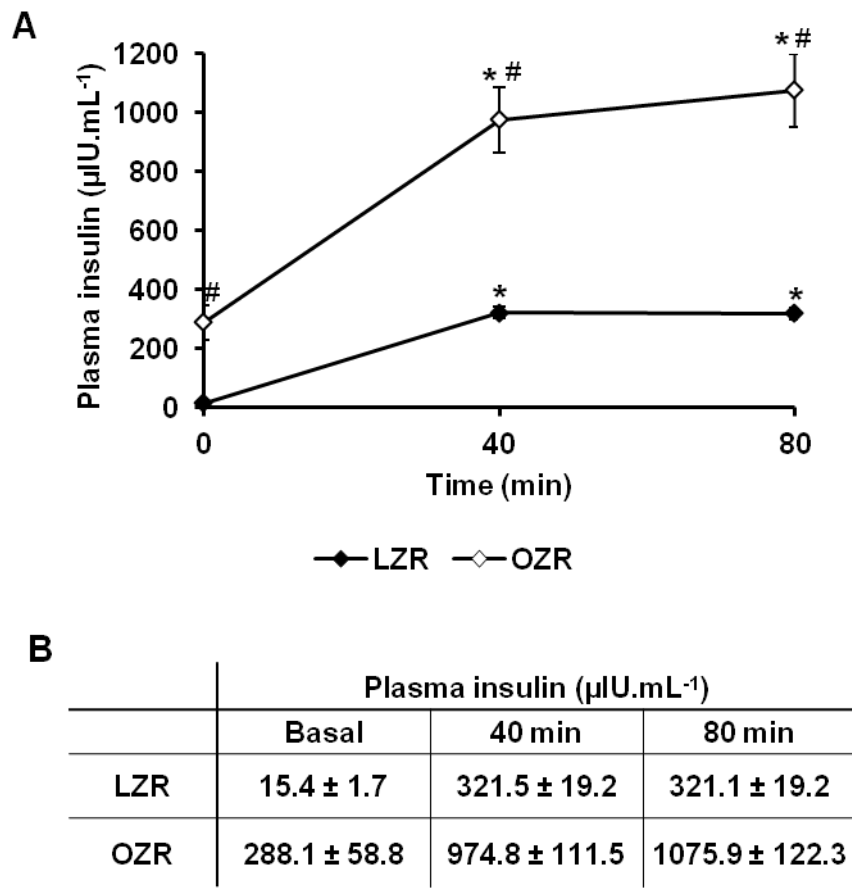 A
Plasma insulin (µIU.mL-1)
1200
1000
800
600
400
200
0
* #
* #
#
*
*
0 40 80
Time (min)
LZR OZR
B
Plasma insulin (µIU.mL-1)
Basal 40 min 80 min
LZR 15.4 ± 1.7 321.5 ± 19.2 321.1 ± 19.2
OZR 288.1 ± 58.8 974.8 ± 111.5 1075.9 ± 122.3